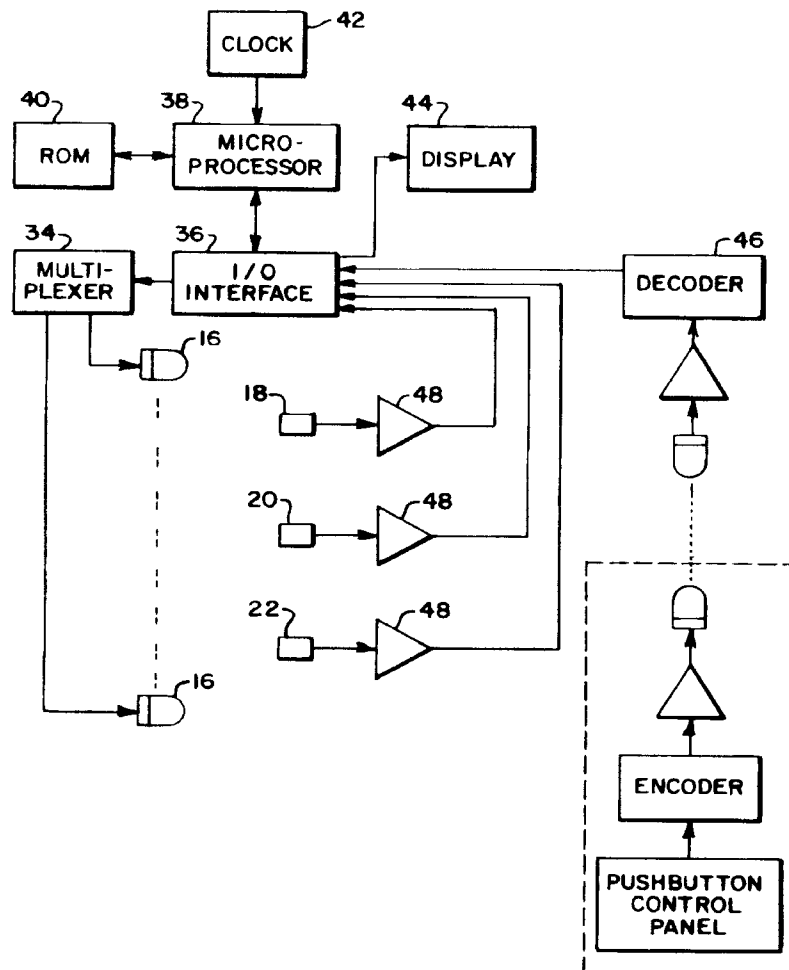 42
CLOCK
40
38
44
ROM
MICRO-
PROCESSOR
DISPLAY
34
36
46
MULTI-
PLEXER
I/O
INTERFACE
DECODER
16
18
48
20
48
22
48
16
ENCODER
PUSHBUTTON
CONTROL
PANEL